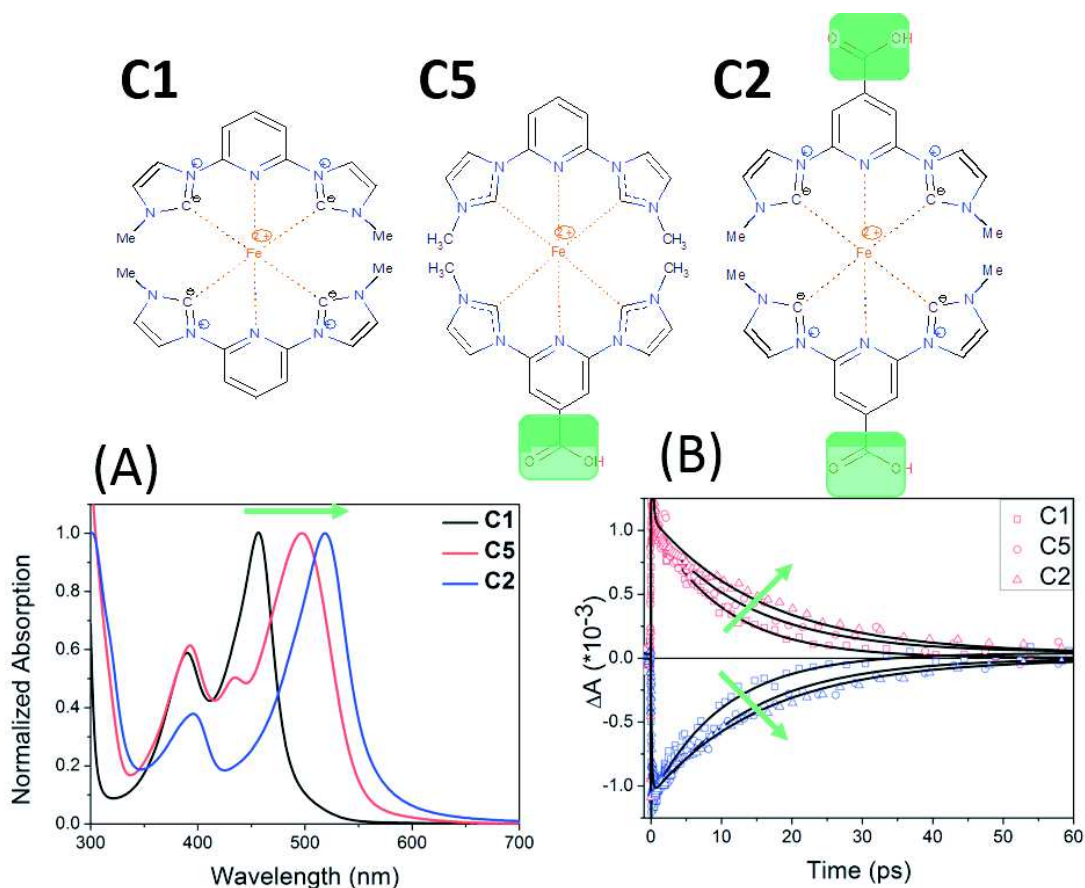 C1
C5
C2
O
OH
N
N
N
N
N
N
N
N
N
+
+
+
+
C
C
C
C
N
N
H₃C
N
N
CH₃
N
N
Me
Me
2+
2+
2+
Fe
Fe
Fe
Me
Me
H₃C
CH₃
Me
Me
Me
Me
N
N
N
N
N
N
C
C
C
C
+
+
+
+
N
N
N
N
N
N
N
N
N
O
OH
O
OH
(A)
C1
C5
C2
1.0
0.8
0.6
0.4
0.2
0.0
300
400
500
600
700
Normalized Absorption
Wavelength (nm)
(B)
C1
C5
C2
1.0
0.5
0.0
-0.5
-1.0
0
10
20
30
40
50
60
ΔA (*10^-3)
Time (ps)